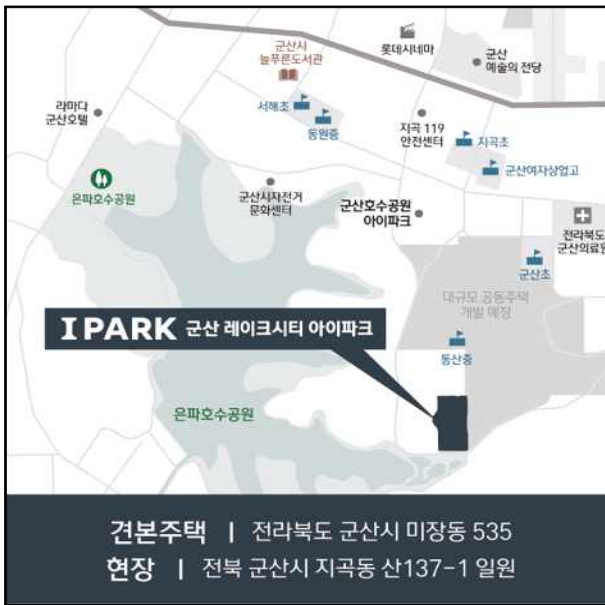 군산시
늘푸른도서관
롯데시네마
군산
예술의 전당
라마다
군산호텔
서해초
동원중
지곡 119
안전센터
지곡초
군산여자상업고
은파호수공원
군산시자전거
문화센터
군산호수공원
아이파크
전라북도
군산의료원
군산초
대규모 공동주택
개발 예정
I PARK 군산 레이크시티 아이파크
동산중
은파호수공원
견본주택 | 전라북도 군산시 미장동 535
현장 | 전북 군산시 지곡동 산137-1 일원